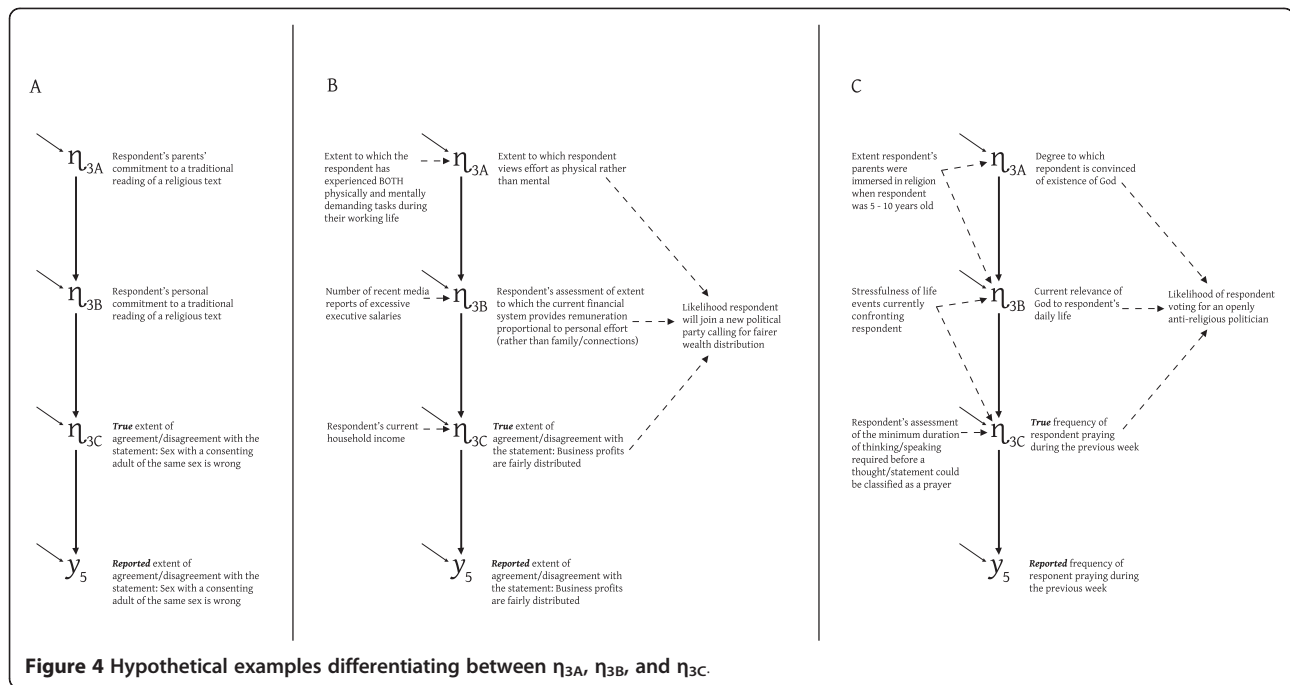 A
η3A
Respondent's parents'
commitment to a traditional
reading of a religious text
η3B
Respondent's personal
commitment to a traditional
reading of a religious text
η3C
True extent of
agreement/disagreement with the
statement: Sex with a consenting
adult of the same sex is wrong
y5
Reported extent of
agreement/disagreement with the
statement: Sex with a consenting
adult of the same sex is wrong
B
Extent to which the
respondent has
experienced BOTH
physically and mentally
demanding tasks during
their working life
η3A
Extent to which respondent
views effort as physical rather
than mental
Number of recent media
reports of excessive
executive salaries
η3B
Respondent's assessment of extent
to which the current financial
system provides remuneration
proportional to personal effort
(rather than family/connections)
Likelihood respondent
will join a new political
party calling for fairer
wealth distribution
Respondent's current
household income
η3C
True extent of
agreement/disagreement with
the statement: Business profits
are fairly distributed
y5
Reported extent of
agreement/disagreement with
the statement: Business profits
are fairly distributed
C
Extent respondent's
parents were
immersed in religion
when respondent
was 5 - 10 years old
η3A
Degree to which
repondent is convinced
of existence of God
Stressfulness of life
events currently
confronting
respondent
η3B
Current relevance of
God to respondent's
daily life
Likelihood of respondent
voting for an openly
anti-religious politician
Respondent's assessment
of the minimum duration
of thinking/speaking
required before a
thought/statement could
be classified as a prayer
η3C
True frequency of
respondent praying
during the previous week
y5
Reported frequency of
responent praying during
the previous week
Figure 4 Hypothetical examples differentiating between η3A, η3B, and η3C.